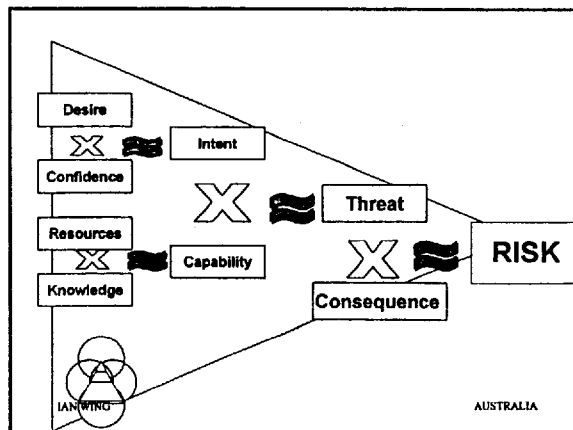 Desire
Intent
Confidence
Threat
Resources
RISK
Capability
Knowledge
Consequence
IAN WING
AUSTRALIA